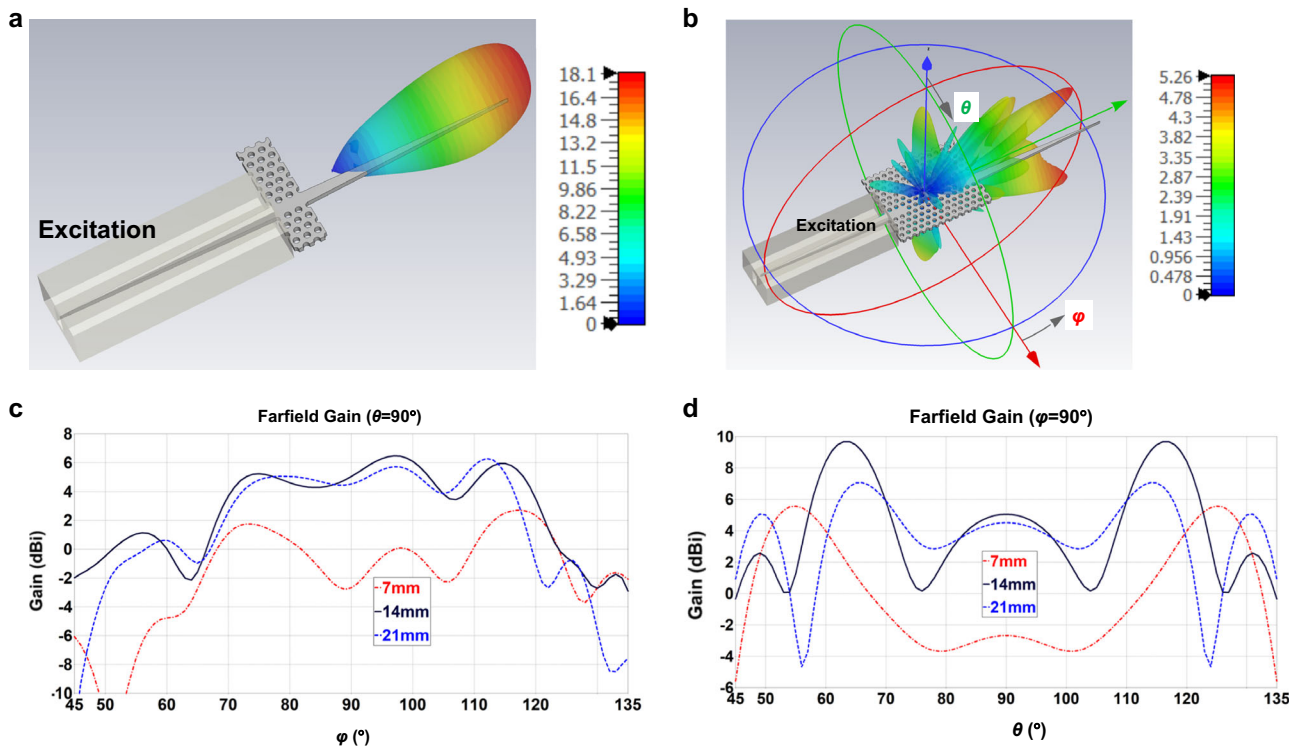 a
18.1
16.4
14.8
13.2
11.5
9.86
8.22
6.58
4.93
3.29
1.64
0
Excitation
b
θ
φ
Excitation
5.26
4.78
4.3
3.82
3.35
2.87
2.39
1.91
1.43
0.956
0.478
0
c
Farfield Gain (θ=90°)
Gain (dBi)
8
6
4
2
0
-2
-4
-6
-8
-10
7mm
14mm
21mm
45 50 60 70 80 90 100 110 120 135
φ (°)
d
Farfield Gain (φ=90°)
Gain (dBi)
10
8
6
4
2
0
-2
-4
-6
7mm
14mm
21mm
45 50 60 70 80 90 100 110 120 135
θ (°)